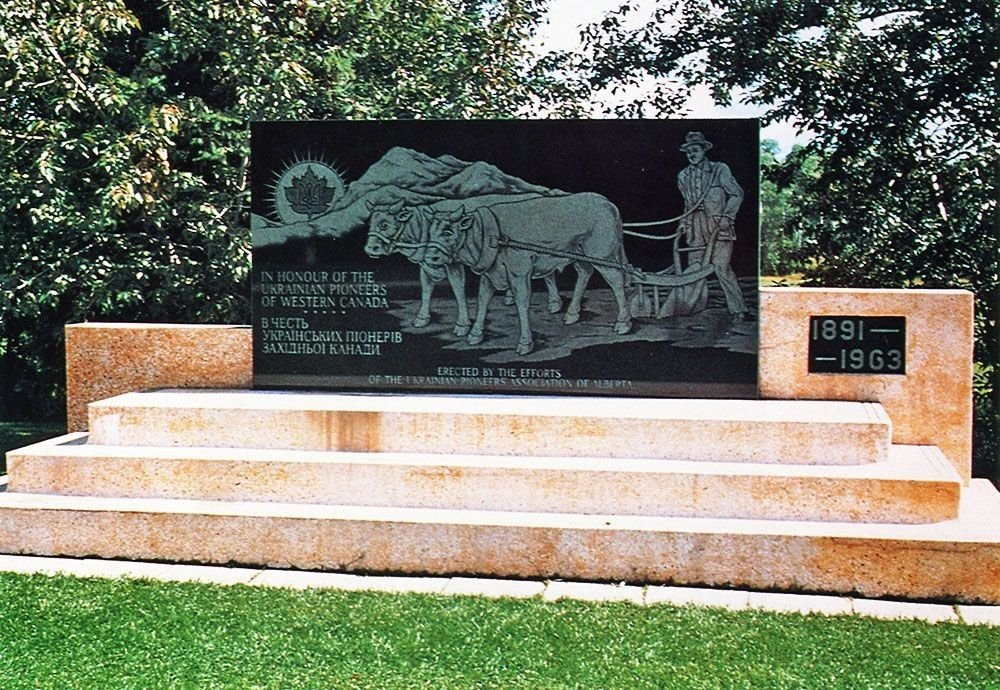 IN HONOUR OF THE
UKRAINIAN PIONEERS
OF WESTERN CANADA
В ЧЕСТЬ
УКРАЇНСЬКИХ ПІОНЕРІВ
ЗАХІДНЬОЇ КАНАДИ
ERECTED BY THE EFFORTS
OF THE UKRAINIAN PIONEERS ASSOCIATION OF ALBERTA
1891 —
— 1963